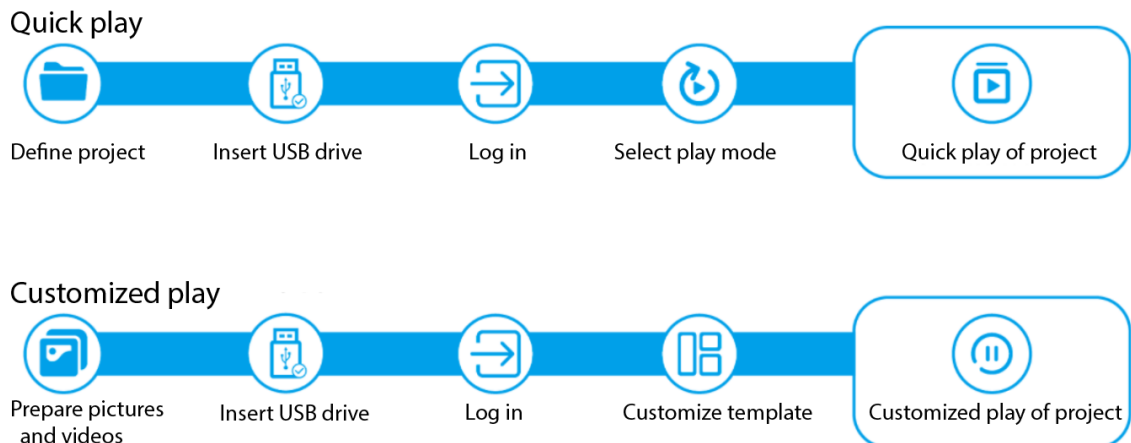 Quick play
Define project
Insert USB drive
Log in
Select play mode
Quick play of project
Customized play
Prepare pictures
and videos
Insert USB drive
Log in
Customize template
Customized play of project